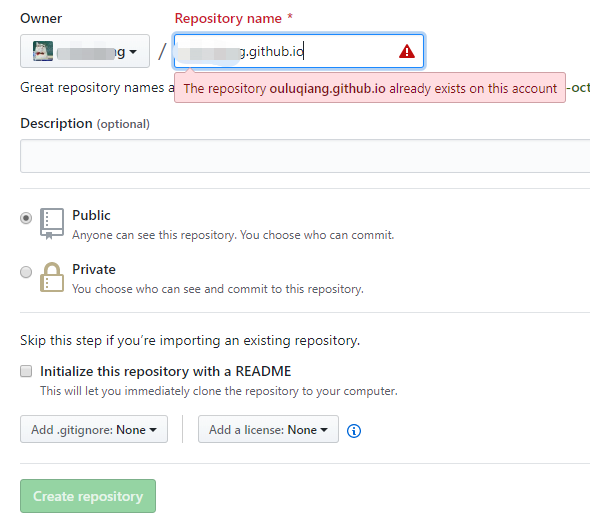 Owner
Repository name *
g
/
g.github.io
Great repository names a
The repository ouluqiang.github.io already exists on this account
-oct
Description (optional)
Public
Anyone can see this repository. You choose who can commit.
Private
You choose who can see and commit to this repository.
Skip this step if you’re importing an existing repository.
Initialize this repository with a README
This will let you immediately clone the repository to your computer.
Add .gitignore: None
Add a license: None
Create repository